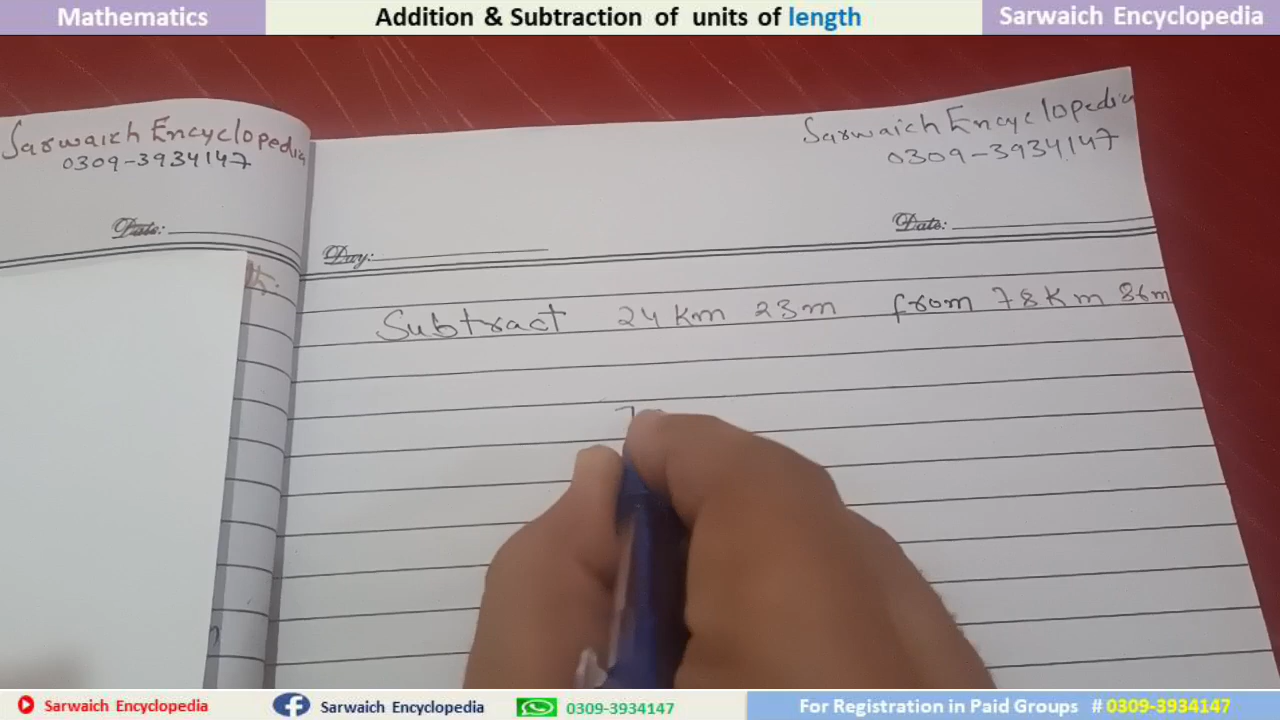 Mathematics
Addition & Subtraction of units of length
Sarwaich Encyclopedia
Sarwaich Encyclopedia
0309-3934147
Date:
Sarwaich Encyclopedia
0309-3934147
Date:
Day:
Subtract 24 Km 23 m from 78 Km 86 m
7
Sarwaich Encyclopedia
Sarwaich Encyclopedia
0309-3934147
For Registration in Paid Groups # 0309-3934147